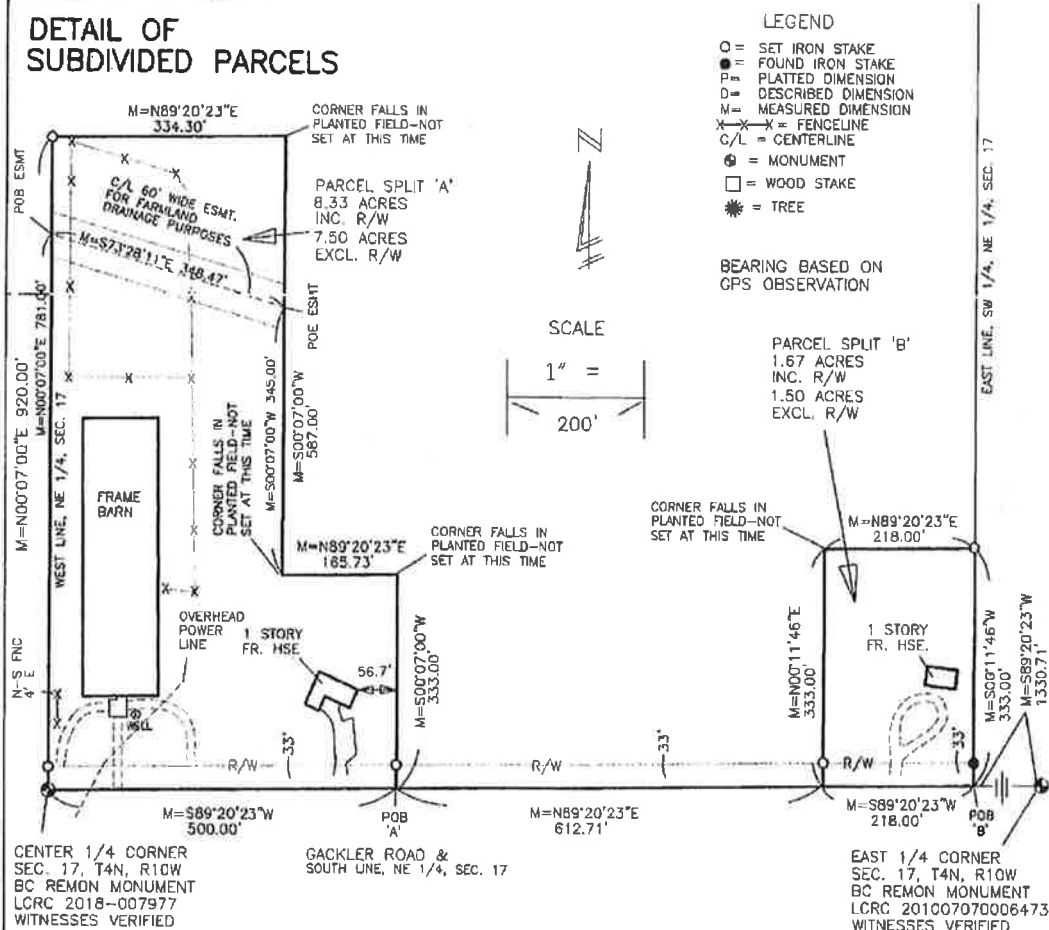 DETAIL OF
SUBDIVIDED PARCELS
LEGEND
O = SET IRON STAKE
● = FOUND IRON STAKE
P= PLATTED DIMENSION
D= DESCRIBED DIMENSION
M= MEASURED DIMENSION
X—X—X = FENCELINE
C/L = CENTERLINE
= MONUMENT
□ = WOOD STAKE
= TREE
BEARING BASED ON
GPS OBSERVATION
M=N89°20'23"E
334.30'
CORNER FALLS IN
PLANTED FIELD-NOT
SET AT THIS TIME
POB ESMT
C/L 60' WIDE ESMT.
FOR FARMLAND
DRAINAGE PURPOSES
M=S73°28'11"E 348.47'
PARCEL SPLIT 'A'
8.33 ACRES
INC. R/W
7.50 ACRES
EXCL. R/W
POE ESMT
N
SCALE
1" =
200'
EAST LINE, SW 1/4, NE 1/4, SEC. 17
PARCEL SPLIT 'B'
1.67 ACRES
INC. R/W
1.50 ACRES
EXCL. R/W
M=N00°07'00"E 920.00'
M=N00°07'00"E 781.00'
WEST LINE, NE 1/4, SEC. 17
FRAME
BARN
CORNER FALLS IN
PLANTED FIELD-NOT
SET AT THIS TIME
M=S00°07'00"W 345.00'
M=S00°07'00"W
587.00'
M=N89°20'23"E
165.73'
CORNER FALLS IN
PLANTED FIELD-NOT
SET AT THIS TIME
CORNER FALLS IN
PLANTED FIELD-NOT
SET AT THIS TIME
M=N89°20'23"E
218.00'
OVERHEAD
POWER
LINE
1 STORY
FR. HSE
56.7'
M=S00°07'00"W
333.00'
M=N00°11'46"E
333.00'
1 STORY
FR. HSE.
M=S00°11'46"W
333.00'
M=S89°20'23"W
1330.71'
N-S FNC
4' E
WELL
R/W
33'
R/W
33'
R/W
33'
M=S89°20'23"W
500.00'
POB
'A'
M=N89°20'23"E
612.71'
M=S89°20'23"W
218.00'
POB
'B'
CENTER 1/4 CORNER
SEC. 17, T4N, R10W
BC REMON MONUMENT
LCRC 2018-007977
WITNESSES VERIFIED
GACKLER ROAD &
SOUTH LINE, NE 1/4, SEC. 17
EAST 1/4 CORNER
SEC. 17, T4N, R10W
BC REMON MONUMENT
LCRC 201007070006473
WITNESSES VERIFIED